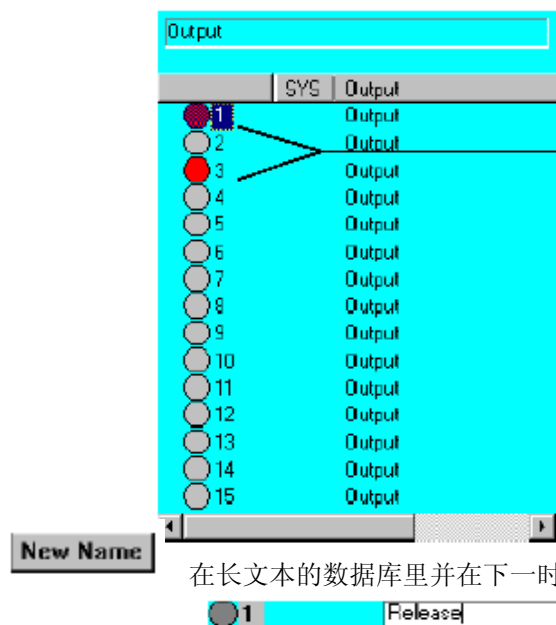 Output
SYS Output
1 Output
2 Output
3 Output
4 Output
5 Output
6 Output
7 Output
8 Output
9 Output
10 Output
11 Output
12 Output
13 Output
14 Output
15 Output
New Name
在长文本的数据库里并在下一时
1 Release